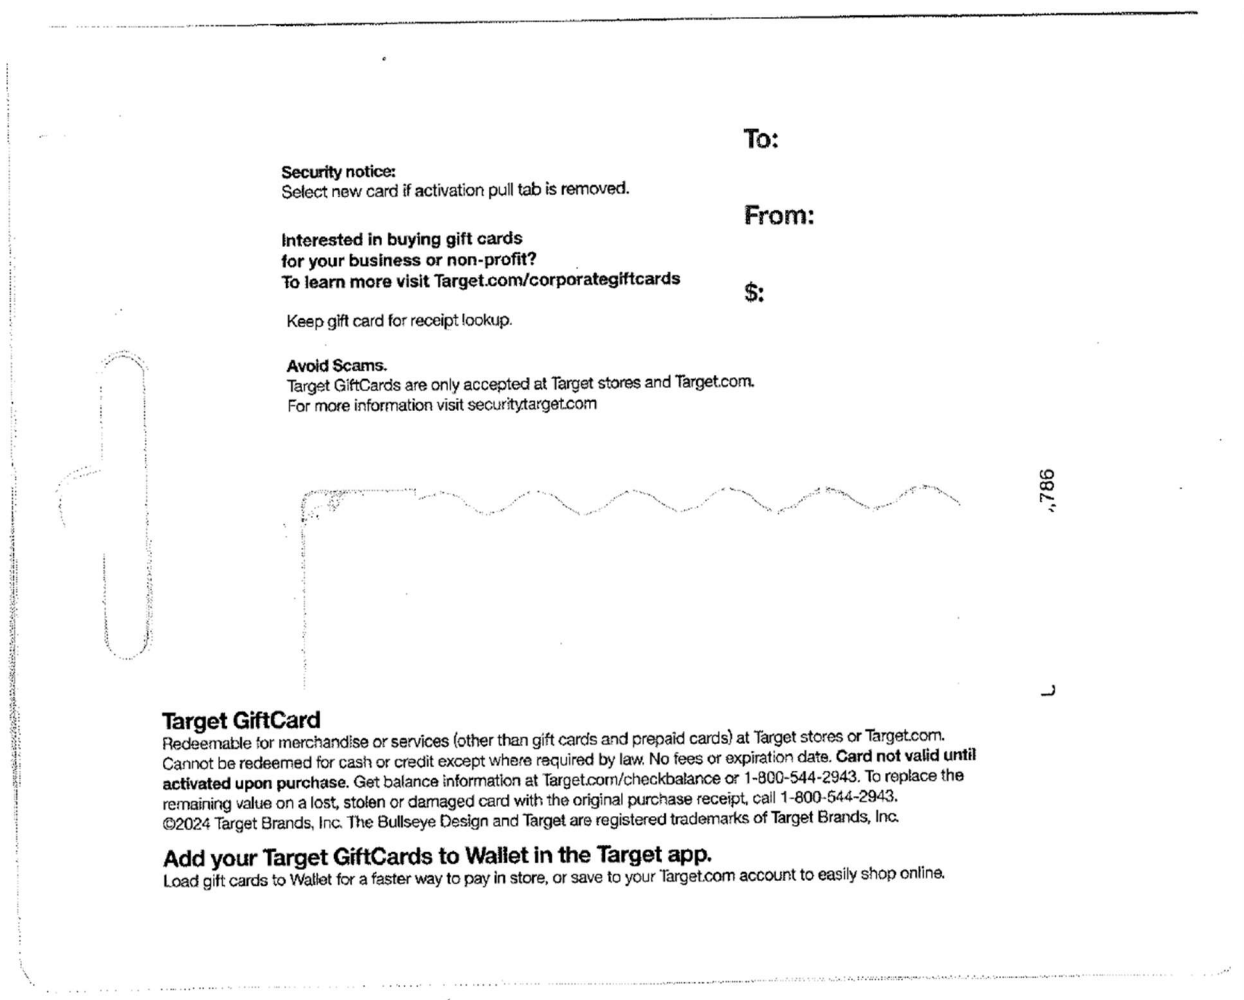 To:
Security notice:
Select new card if activation pull tab is removed.
From:
Interested in buying gift cards
for your business or non-profit?
To learn more visit Target.com/corporategiftcards
$:
Keep gift card for receipt lookup.
Avoid Scams.
Target GiftCards are only accepted at Target stores and Target.com.
For more information visit security.target.com
786
Target GiftCard
Redeemable for merchandise or services (other than gift cards and prepaid cards) at Target stores or Target.com.
Cannot be redeemed for cash or credit except where required by law. No fees or expiration date. Card not valid until
activated upon purchase. Get balance information at Target.com/checkbalance or 1-800-544-2943. To replace the
remaining value on a lost, stolen or damaged card with the original purchase receipt, call 1-800-544-2943.
©2024 Target Brands, Inc. The Bullseye Design and Target are registered trademarks of Target Brands, Inc.
Add your Target GiftCards to Wallet in the Target app.
Load gift cards to Wallet for a faster way to pay in store, or save to your Target.com account to easily shop online.